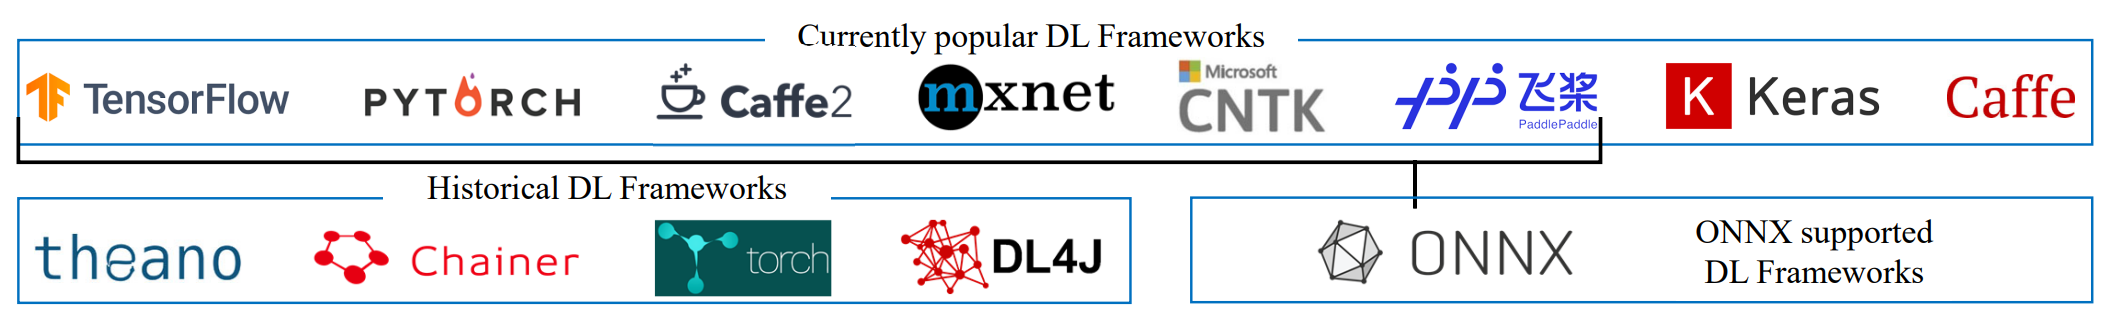 Currently popular DL Frameworks
TensorFlow
PYTORCH
Caffe2
mxnet
Microsoft
CNTK
飞桨
PaddlePaddle
K Keras
Caffe
Historical DL Frameworks
theano
Chainer
torch
DL4J
ONNX
ONNX supported
DL Frameworks